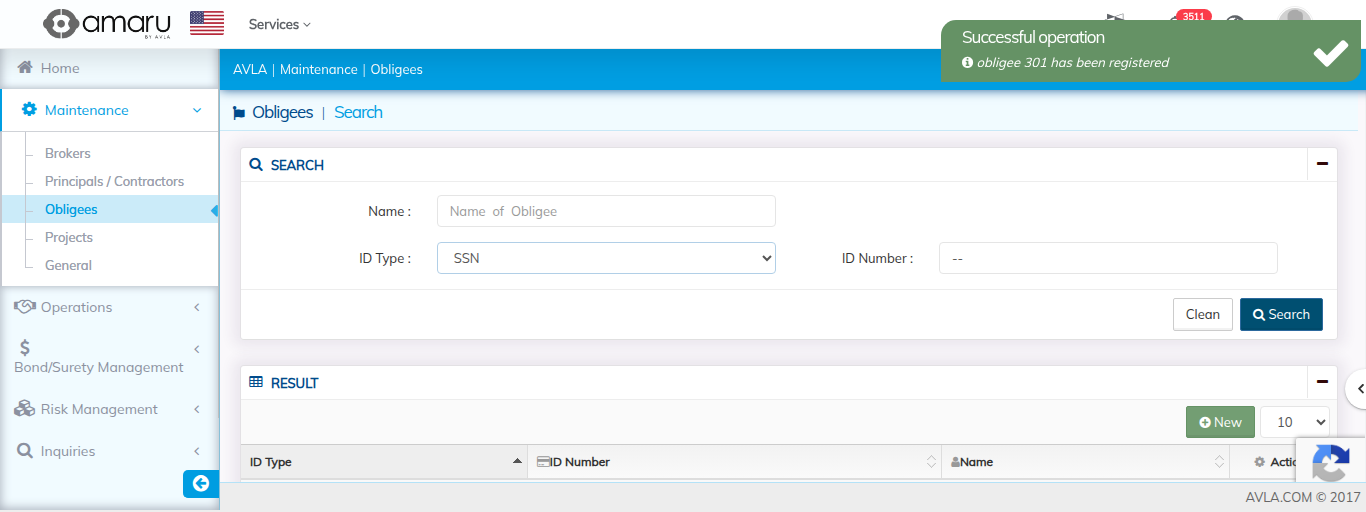 amaru
BY AVLA
Services
3511
Successful operation
obligee 301 has been registered
Home
AVLA | Maintenance | Obligees
Maintenance
Obligees | Search
Brokers
Principals / Contractors
Obligees
Projects
General
Operations
Bond/Surety Management
Risk Management
Inquiries
SEARCH
Name :
Name of Obligee
ID Type :
SSN
ID Number :
--
Clean
Search
RESULT
New
10
ID Type
ID Number
Name
AVLA.COM © 2017